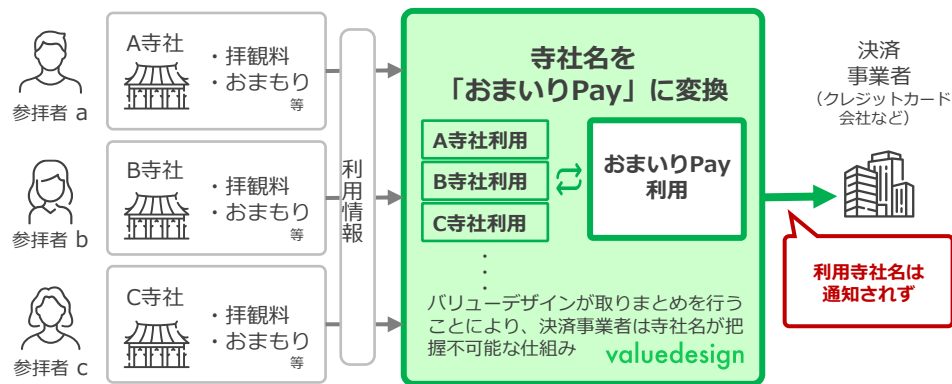 参拝者 a
A寺社
・拝観料
・おまもり
等
参拝者 b
B寺社
・拝観料
・おまもり
等
参拝者 c
C寺社
・拝観料
・おまもり
等
利用情報
寺社名を
「おまいりPay」に変換
A寺社利用
B寺社利用
C寺社利用
・
・
・
おまいりPay
利用
バリューデザインが取りまとめを行う
ことにより、決済事業者は寺社名が把
握不可能な仕組み
valuedesign
決済
事業者
（クレジットカード
会社など）
利用寺社名は
通知されず